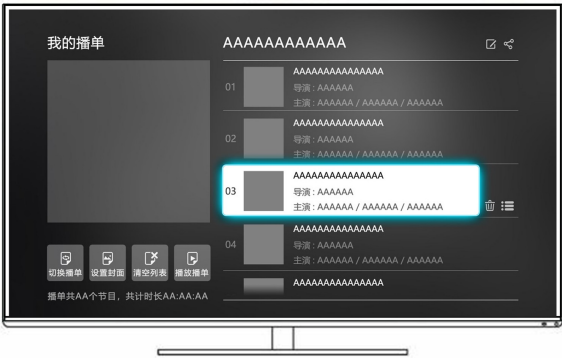 我的播单
AAAAAAAAAAAA
01
AAAAAAAAAAAAAAA
导演 : AAAAAA
主演 : AAAAAA / AAAAAA / AAAAAA
02
AAAAAAAAAAAAAAA
导演 : AAAAAA
主演 : AAAAAA / AAAAAA / AAAAAA
03
AAAAAAAAAAAAAAA
导演 : AAAAAA
主演 : AAAAAA / AAAAAA / AAAAAA
04
AAAAAAAAAAAAAAA
导演 : AAAAAA
主演 : AAAAAA / AAAAAA / AAAAAA
AAAAAAAAAAAAAAA
切换播单 设置封面 清空列表 播放播单
播单共AA个节目，共计时长AA:AA:AA